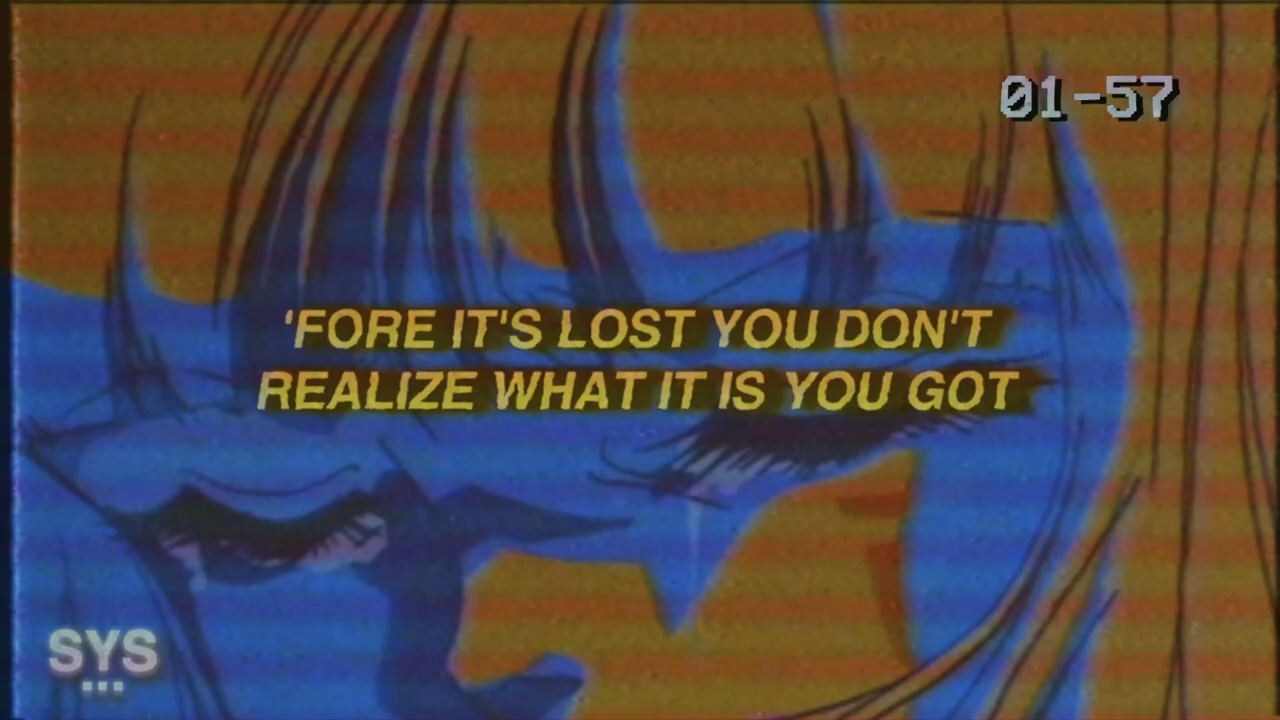 01-57
'FORE IT'S LOST YOU DON'T
REALIZE WHAT IT IS YOU GOT
SYS